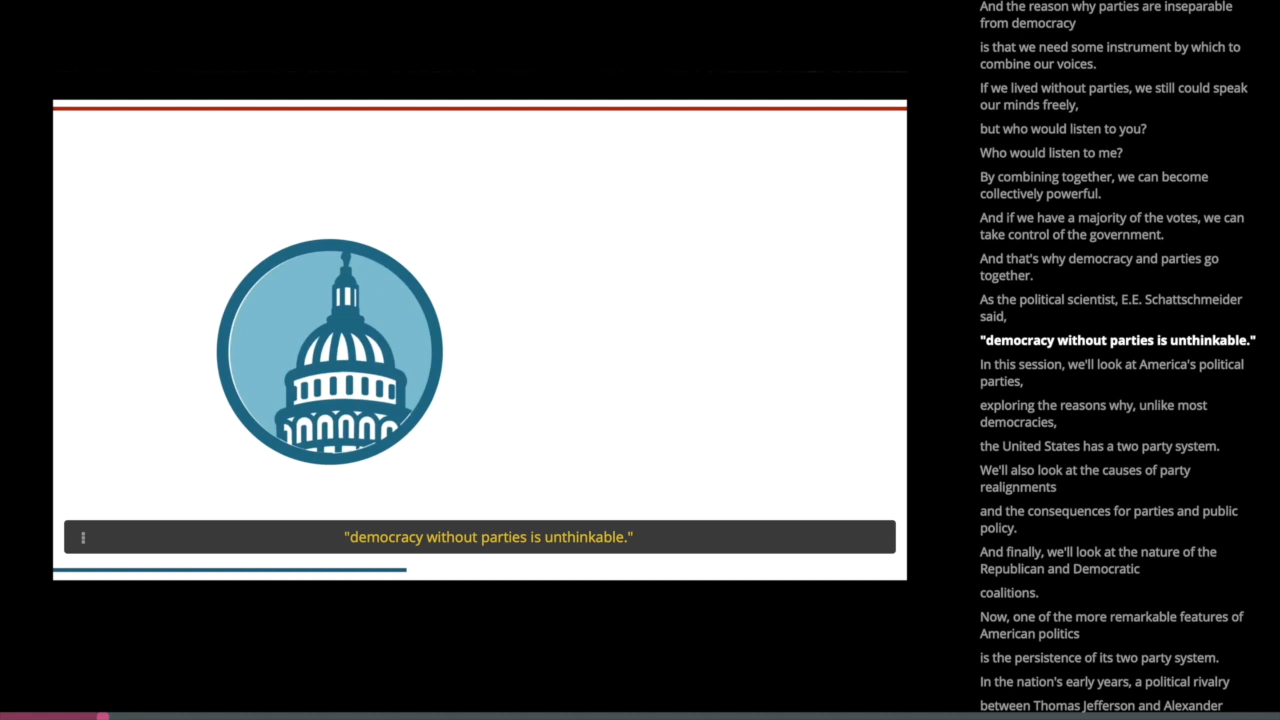 And the reason why parties are inseparable
from democracy
is that we need some instrument by which to
combine our voices.
If we lived without parties, we still could speak
our minds freely,
but who would listen to you?
Who would listen to me?
By combining together, we can become
collectively powerful.
And if we have a majority of the votes, we can
take control of the government.
And that's why democracy and parties go
together.
As the political scientist, E.E. Schattschmeider
said,
"democracy without parties is unthinkable."
In this session, we'll look at America's political
parties,
exploring the reasons why, unlike most
democracies,
the United States has a two party system.
We'll also look at the causes of party
realignments
and the consequences for parties and public
policy.
And finally, we'll look at the nature of the
Republican and Democratic
coalitions.
Now, one of the more remarkable features of
American politics
is the persistence of its two party system.
In the nation's early years, a political rivalry
between Thomas Jefferson and Alexander
"democracy without parties is unthinkable."